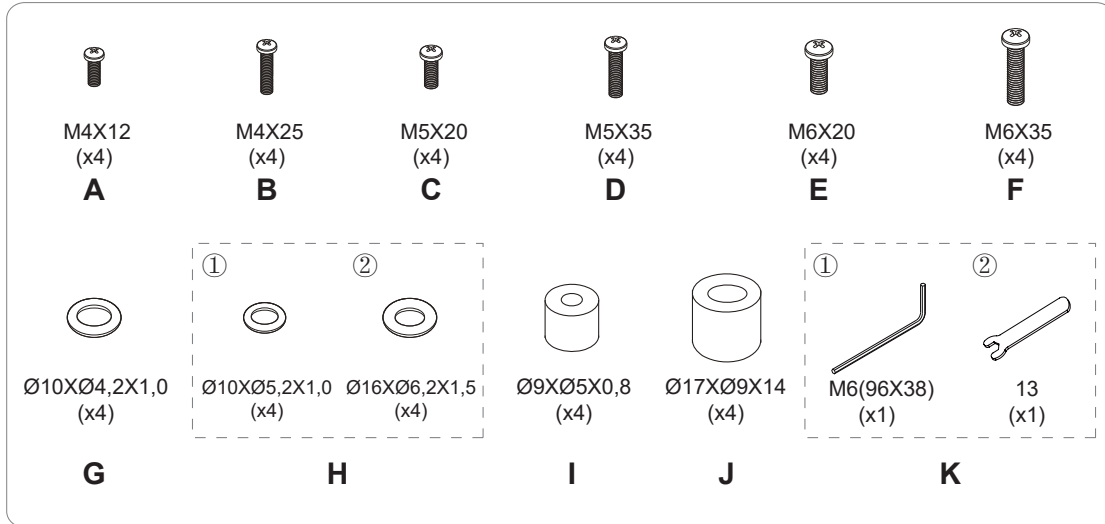 M4X12
(x4)
A
M4X25
(x4)
B
M5X20
(x4)
C
M5X35
(x4)
D
M6X20
(x4)
E
M6X35
(x4)
F
Ø10XØ4,2X1,0
(x4)
G
①
Ø10XØ5,2X1,0
(x4)
②
Ø16XØ6,2X1,5
(x4)
H
Ø9XØ5X0,8
(x4)
I
Ø17XØ9X14
(x4)
J
①
M6(96X38)
(x1)
②
13
(x1)
K